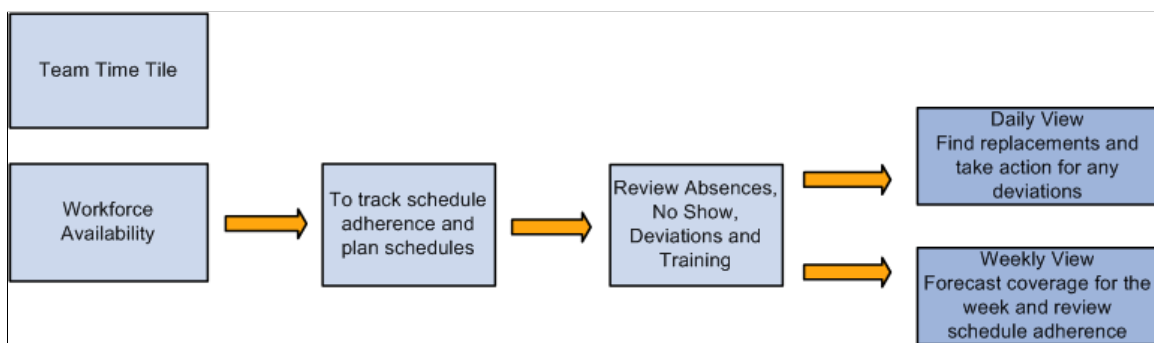 Team Time Tile
Workforce
Availability
To track schedule
adherence and
plan schedules
Review Absences,
No Show,
Deviations and
Training
Daily View
Find replacements and
take action for any
deviations
Weekly View
Forecast coverage for the
week and review
schedule adherence